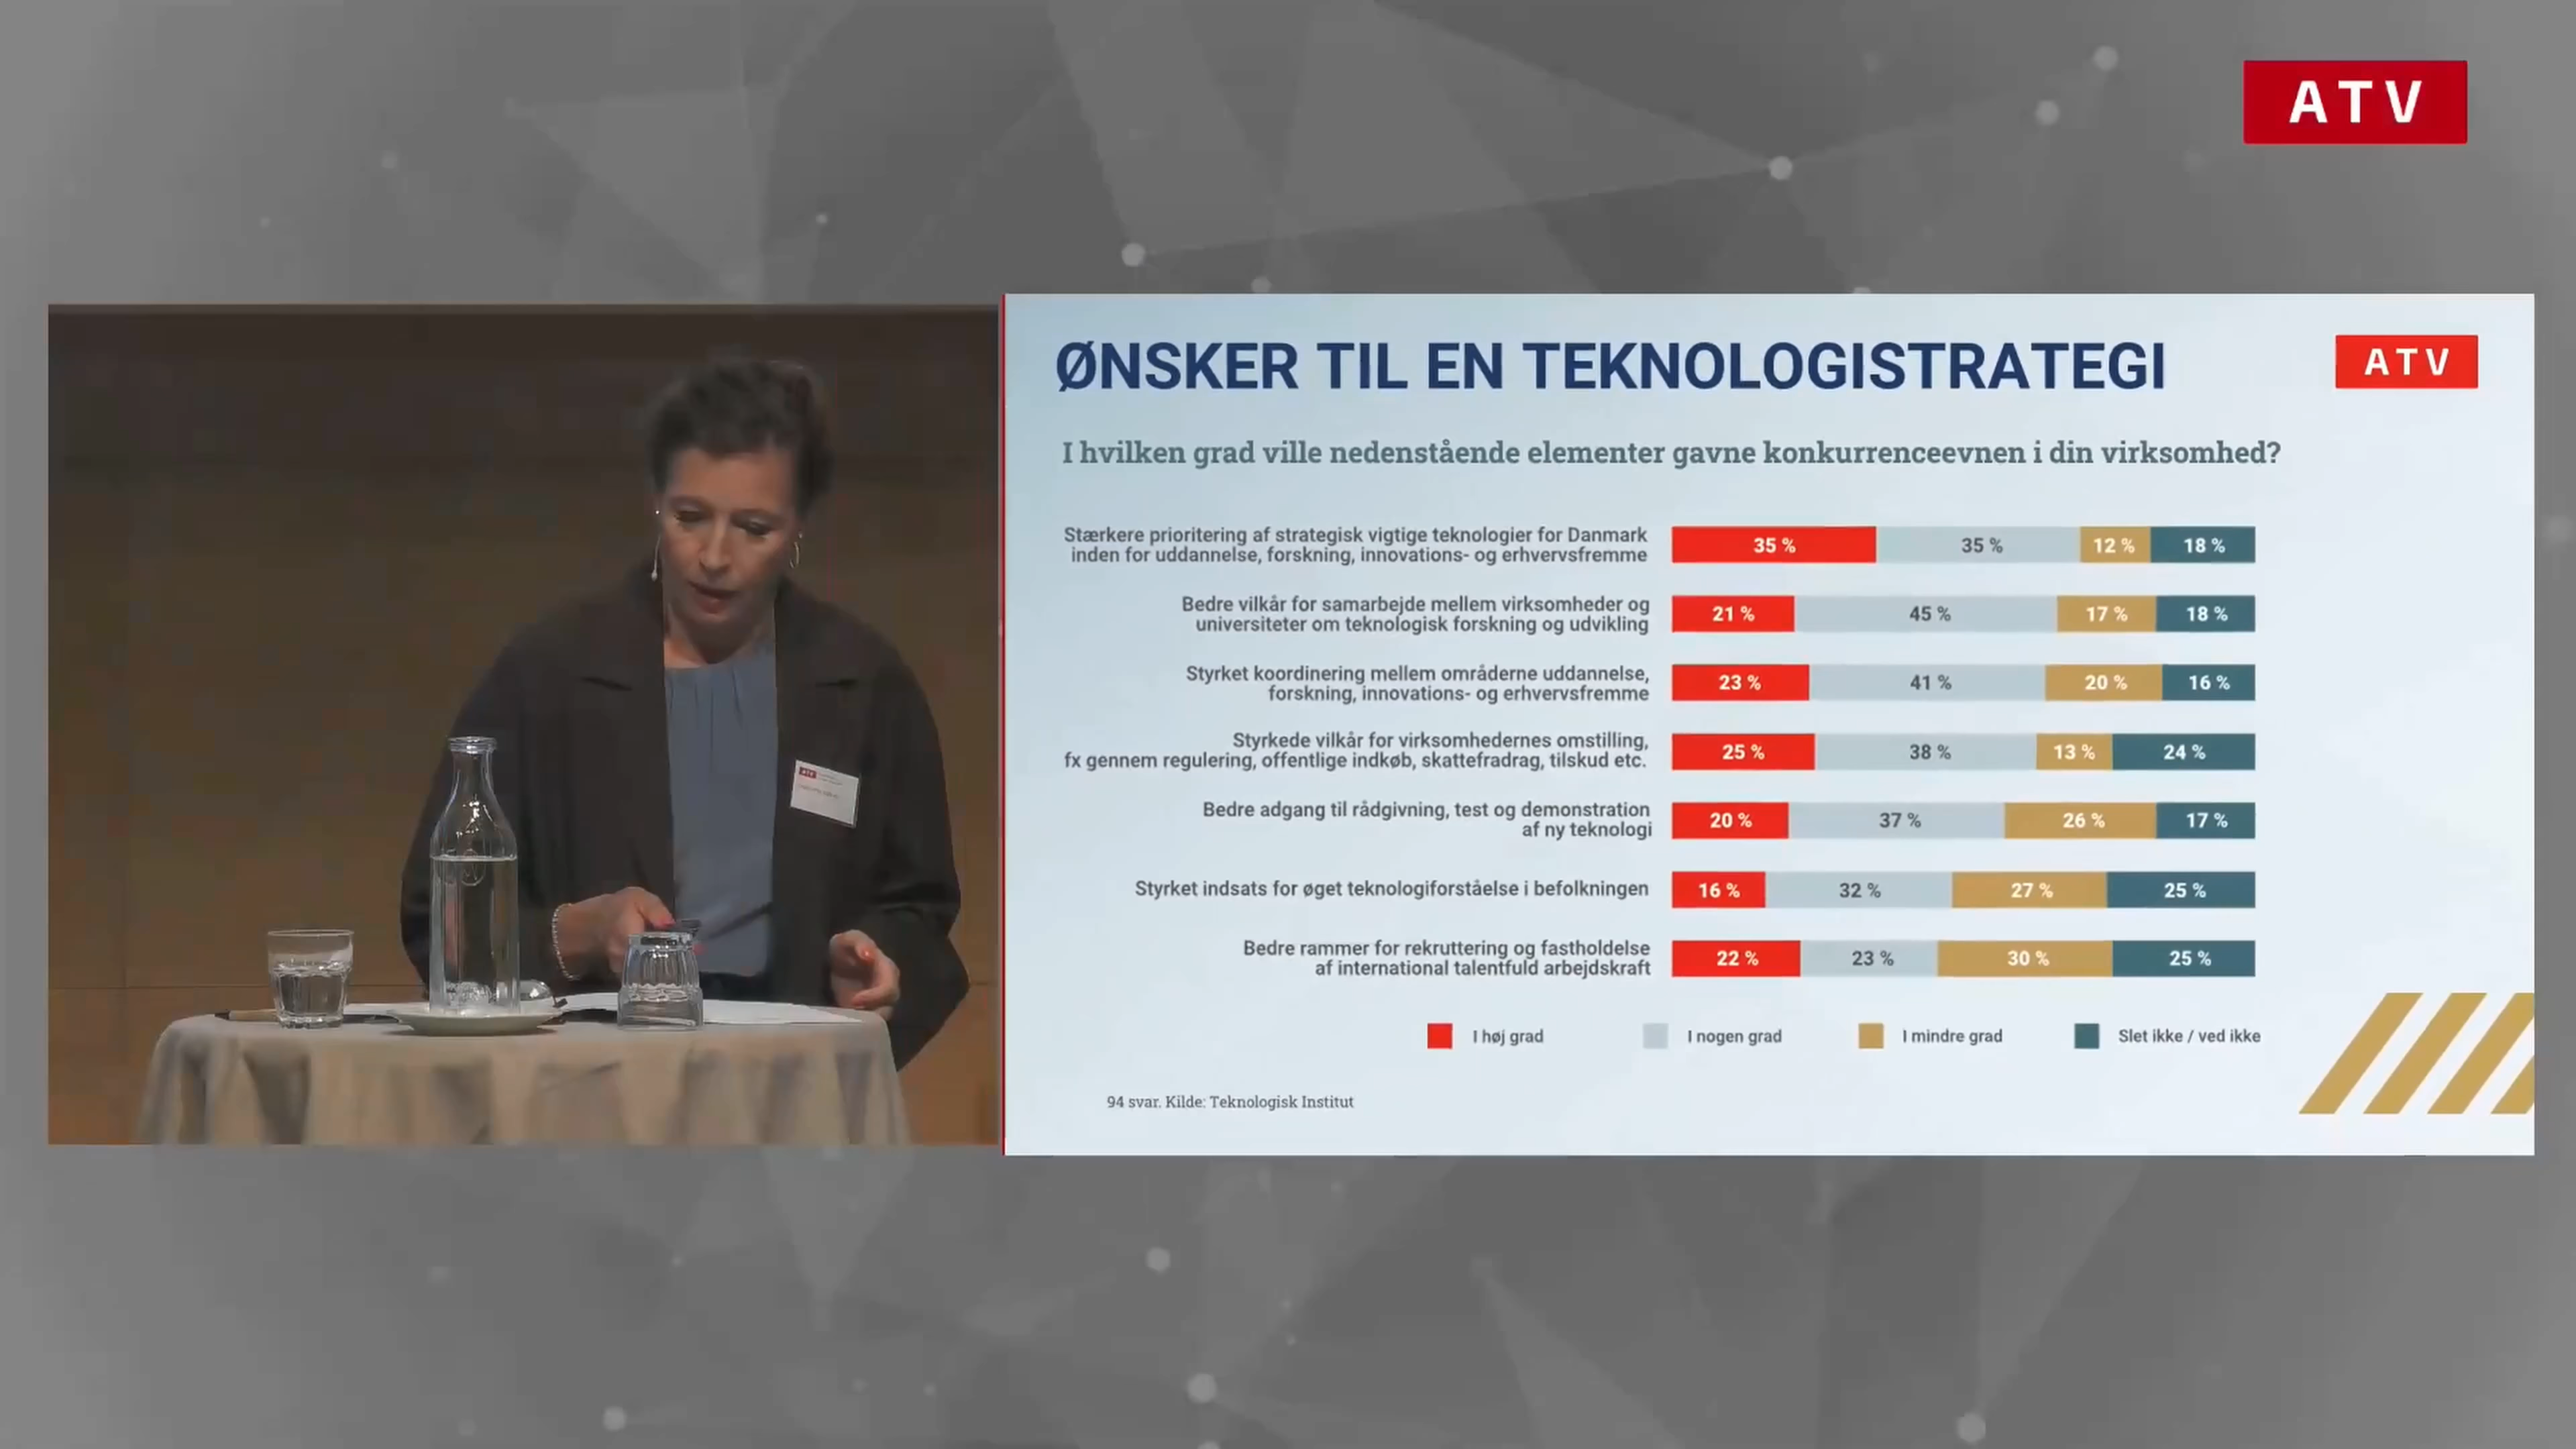 ATV
ØNSKER TIL EN TEKNOLOGISTRATEGI
ATV
I hvilken grad ville nedenstående elementer gavne konkurrenceevnen i din virksomhed?
Stærkere prioritering af strategisk vigtige teknologier for Danmark
inden for uddannelse, forskning, innovations- og erhvervsfremme
35 % 35 % 12 % 18 %
Bedre vilkår for samarbejde mellem virksomheder og
universiteter om teknologisk forskning og udvikling
21 % 45 % 17 % 18 %
Styrket koordinering mellem områderne uddannelse,
forskning, innovations- og erhvervsfremme
23 % 41 % 20 % 16 %
Styrkede vilkår for virksomhedernes omstilling,
fx gennem regulering, offentlige indkøb, skattefradrag, tilskud etc.
25 % 38 % 13 % 24 %
Bedre adgang til rådgivning, test og demonstration
af ny teknologi
20 % 37 % 26 % 17 %
Styrket indsats for øget teknologiforståelse i befolkningen
16 % 32 % 27 % 25 %
Bedre rammer for rekruttering og fastholdelse
af international talentfuld arbejdskraft
22 % 23 % 30 % 25 %
I høj grad I nogen grad I mindre grad Slet ikke / ved ikke
94 svar. Kilde: Teknologisk Institut